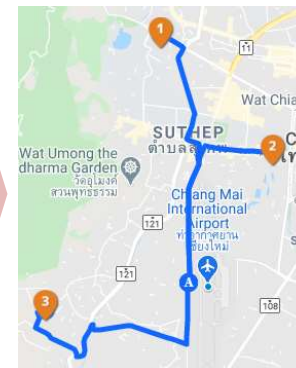 1
11
Wat Chia
SUTHEP
ตำบลสุเทพ
2
Wat Umong the
dharma Garden
วัดอุโมงค์
สวนพุทธธรรม
Chiang Mai
International
Airport
ท่าอากาศยาน
เชียงใหม่
121
A
121
108
3